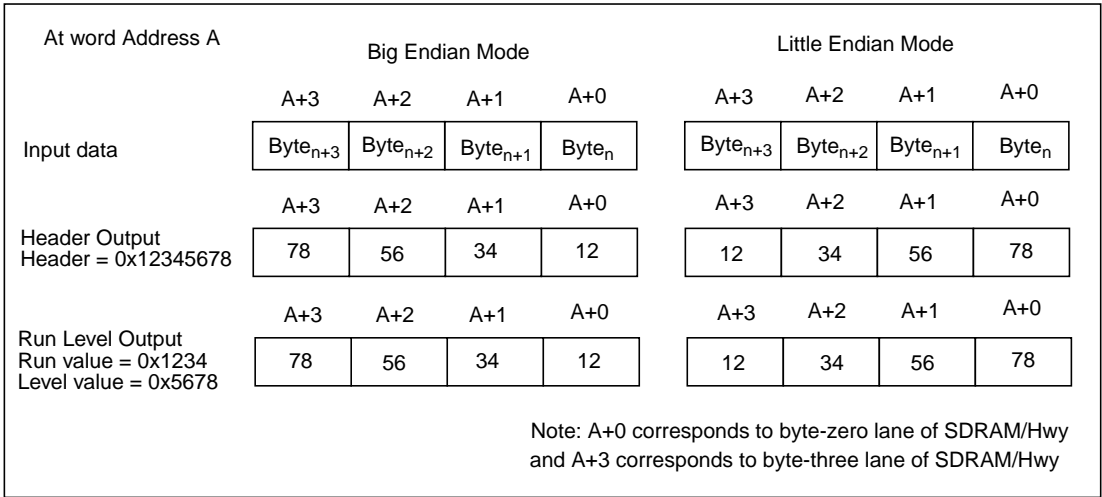 At word Address A
Big Endian Mode Little Endian Mode
A+3 A+2 A+1 A+0 A+3 A+2 A+1 A+0
Input data Byten+3 Byten+2 Byten+1 Byten Byten+3 Byten+2 Byten+1 Byten
A+3 A+2 A+1 A+0 A+3 A+2 A+1 A+0
Header Output
Header = 0x12345678 78 56 34 12 12 34 56 78
A+3 A+2 A+1 A+0 A+3 A+2 A+1 A+0
Run Level Output
Run value = 0x1234 78 56 34 12 12 34 56 78
Level value = 0x5678
Note: A+0 corresponds to byte-zero lane of SDRAM/Hwy
and A+3 corresponds to byte-three lane of SDRAM/Hwy